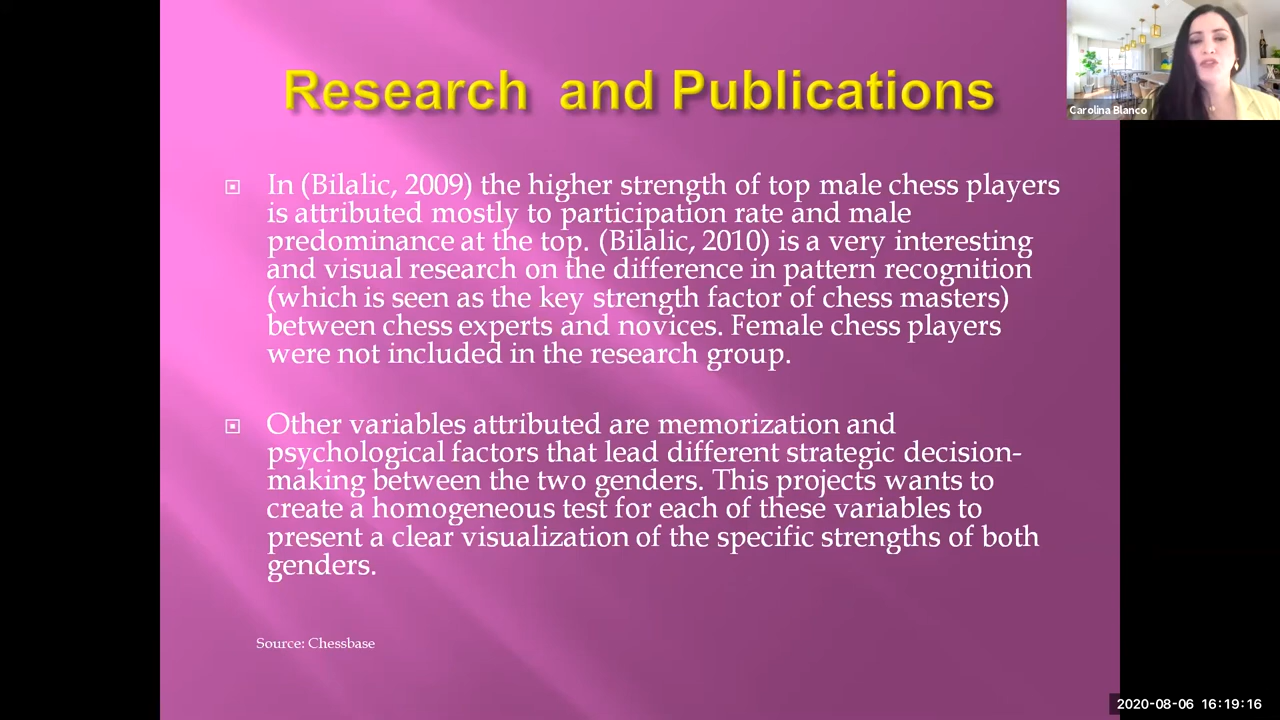 Research and Publications
Carolina Blanco
In (Bilalic, 2009) the higher strength of top male chess players
is attributed mostly to participation rate and male
predominance at the top. (Bilalic, 2010) is a very interesting
and visual research on the difference in pattern recognition
(which is seen as the key strength factor of chess masters)
between chess experts and novices. Female chess players
were not included in the research group.
Other variables attributed are memorization and
psychological factors that lead different strategic decision-
making between the two genders. This projects wants to
create a homogeneous test for each of these variables to
present a clear visualization of the specific strengths of both
genders.
Source: Chessbase
2020-08-06 16:19:16